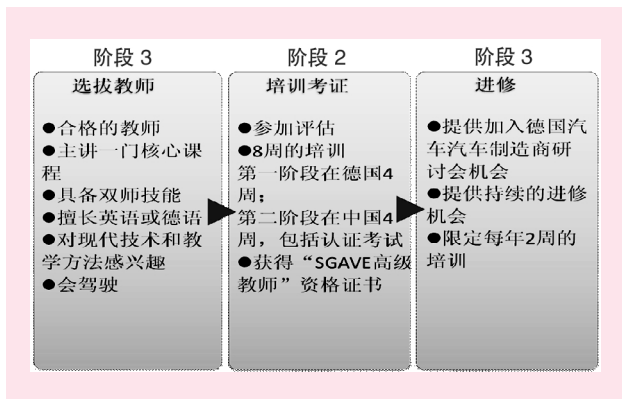 阶段 3
选拔教师
●合格的教师
●主讲一门核心课
程
●具备双师技能
●擅长英语或德语
●对现代技术和教
学方法感兴趣
●会驾驶
阶段 2
培训考证
●参加评估
●8周的培训
第一阶段在德国4
周；
第二阶段在中国4
周，包括认证考试
●获得“SGAVE高级
教师”资格证书
阶段 3
进修
●提供加入德国汽
车汽车制造商研
讨会机会
●提供持续的进修
机会
●限定每年2周的
培训